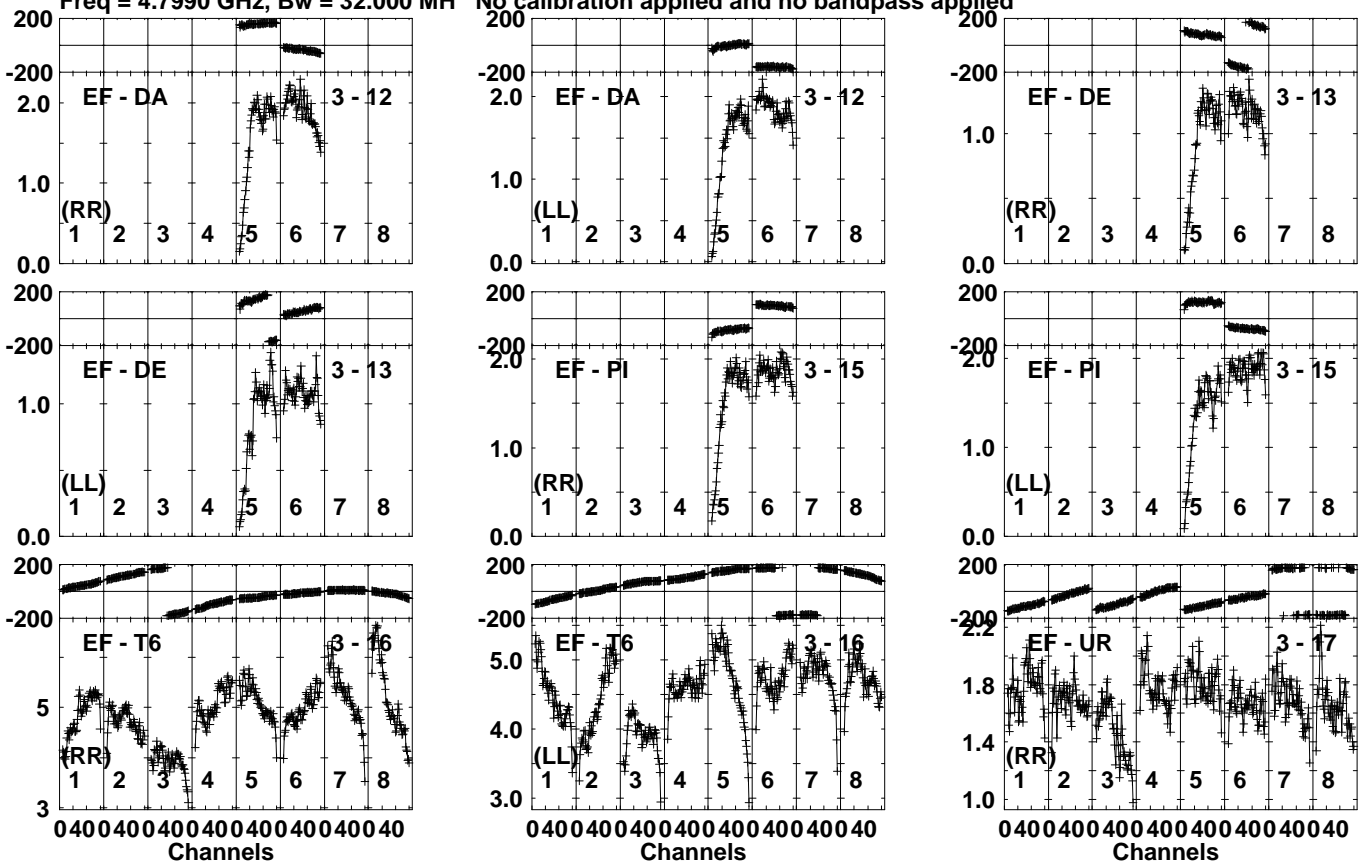 Freq = 4.7990 GHz, Bw = 32.000 MH No calibration applied and no bandpass applied
200 200 200
-200 -200 -200
EF - DA 3 - 12 EF - DA 3 - 12 EF - DE 3 - 13
2.0 2.0 1.0
1.0 1.0
(RR) (LL) (RR)
1 2 3 4 5 6 7 8 1 2 3 4 5 6 7 8 1 2 3 4 5 6 7 8
0.0 0.0 0.0
200 200 200
-200 -200 -200
EF - DE 3 - 13 EF - PI 3 - 15 EF - PI 3 - 15
1.0 2.0 2.0
1.0 1.0
(LL) (RR) (LL)
1 2 3 4 5 6 7 8 1 2 3 4 5 6 7 8 1 2 3 4 5 6 7 8
0.0 0.0 0.0
200 200 200
-200 -200 -200
EF - T6 3 - 16 EF - T6 3 - 16 EF - UR 3 - 17
5 5.0 2.2
4.0 1.8
1.4
(RR) (LL) (RR)
1 2 3 4 5 6 7 8 1 2 3 4 5 6 7 8 1 2 3 4 5 6 7 8
3 3.0 1.0
0 40 0 40 0 40 0 40 0 40 0 40 0 40 0 40 0 40 0 40 0 40 0 40 0 40 0 40 0 40 0 40 0 40 0 40 0 40 0 40 0 40 0 40 0 40 0 40
Channels Channels Channels